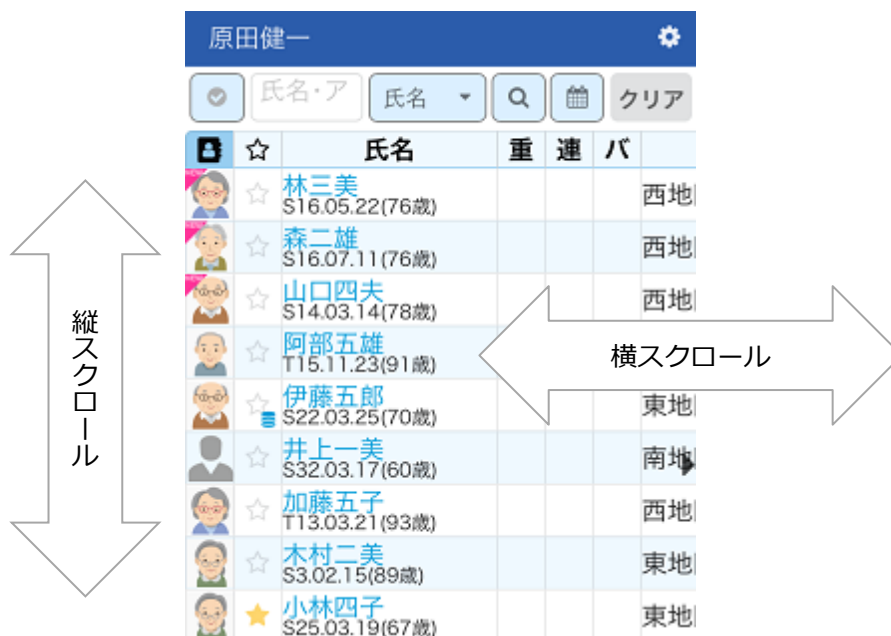 原田健一
氏名・ア 氏名 クリア
氏名 重 連 バ
林三美
S16.05.22(76歳)
西地
森二雄
S16.07.11(76歳)
西地
山口四夫
S14.03.14(78歳)
西地
阿部五雄
T15.11.23(91歳)
伊藤五郎
S22.03.25(70歳)
東地
井上一美
S32.03.17(60歳)
南地
加藤五子
T13.03.21(93歳)
西地
木村二美
S3.02.15(89歳)
東地
小林四子
S25.03.19(67歳)
東地
縦スクロール
横スクロール